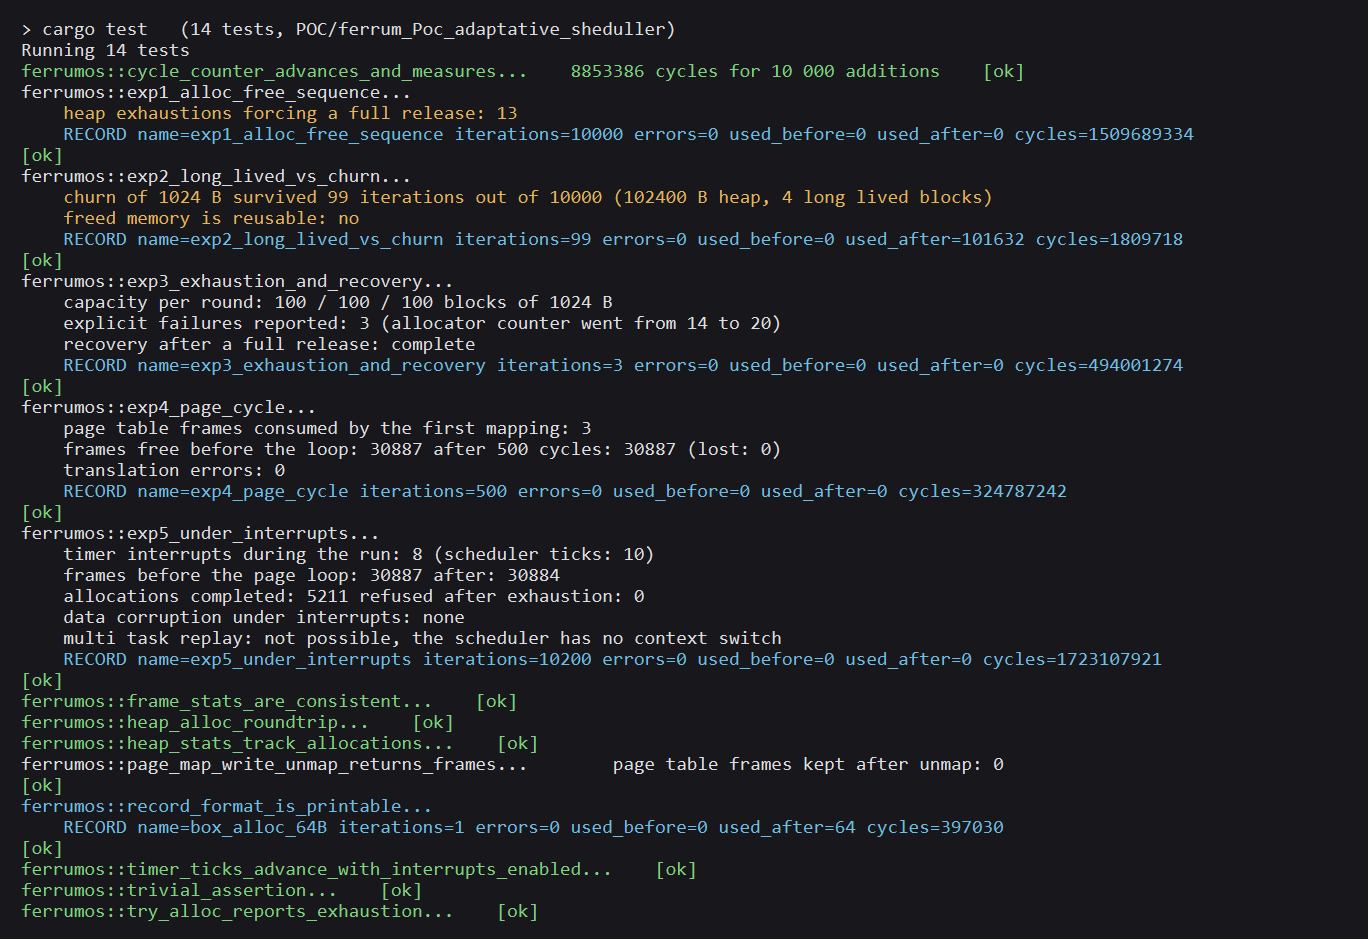 > cargo test   (14 tests, POC/ferrum_Poc_adaptative_sheduller)
Running 14 tests
ferrumos::cycle_counter_advances_and_measures...    8853386 cycles for 10 000 additions    [ok]
ferrumos::exp1_alloc_free_sequence...
    heap exhaustions forcing a full release: 13
    RECORD name=exp1_alloc_free_sequence iterations=10000 errors=0 used_before=0 used_after=0 cycles=1509689334
[ok]
ferrumos::exp2_long_lived_vs_churn...
    churn of 1024 B survived 99 iterations out of 10000 (102400 B heap, 4 long lived blocks)
    freed memory is reusable: no
    RECORD name=exp2_long_lived_vs_churn iterations=99 errors=0 used_before=0 used_after=101632 cycles=1809718
[ok]
ferrumos::exp3_exhaustion_and_recovery...
    capacity per round: 100 / 100 / 100 blocks of 1024 B
    explicit failures reported: 3 (allocator counter went from 14 to 20)
    recovery after a full release: complete
    RECORD name=exp3_exhaustion_and_recovery iterations=3 errors=0 used_before=0 used_after=0 cycles=494001274
[ok]
ferrumos::exp4_page_cycle...
    page table frames consumed by the first mapping: 3
    frames free before the loop: 30887 after 500 cycles: 30887 (lost: 0)
    translation errors: 0
    RECORD name=exp4_page_cycle iterations=500 errors=0 used_before=0 used_after=0 cycles=324787242
[ok]
ferrumos::exp5_under_interrupts...
    timer interrupts during the run: 8 (scheduler ticks: 10)
    frames before the page loop: 30887 after: 30884
    allocations completed: 5211 refused after exhaustion: 0
    data corruption under interrupts: none
    multi task replay: not possible, the scheduler has no context switch
    RECORD name=exp5_under_interrupts iterations=10200 errors=0 used_before=0 used_after=0 cycles=1723107921
[ok]
ferrumos::frame_stats_are_consistent...    [ok]
ferrumos::heap_alloc_roundtrip...    [ok]
ferrumos::heap_stats_track_allocations...    [ok]
ferrumos::page_map_write_unmap_returns_frames...        page table frames kept after unmap: 0
[ok]
ferrumos::record_format_is_printable...
    RECORD name=box_alloc_64B iterations=1 errors=0 used_before=0 used_after=64 cycles=397030
[ok]
ferrumos::timer_ticks_advance_with_interrupts_enabled...    [ok]
ferrumos::trivial_assertion...    [ok]
ferrumos::try_alloc_reports_exhaustion...    [ok]